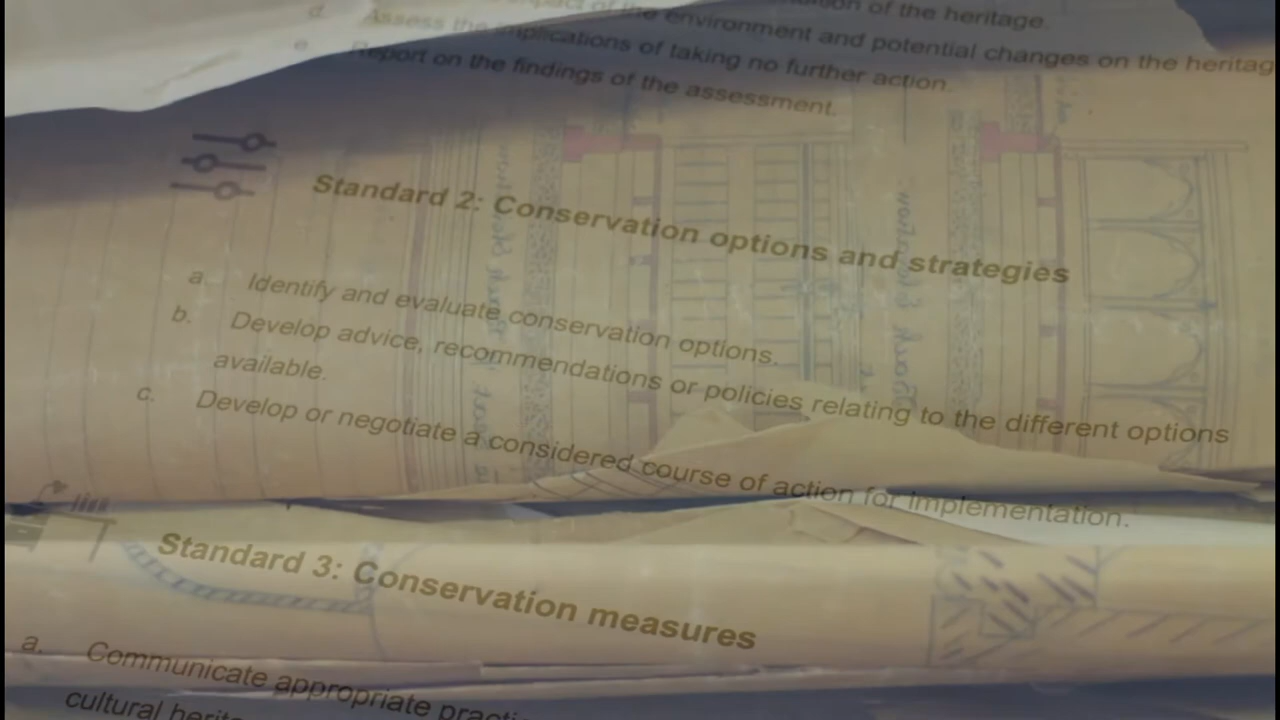 of the environment and potential changes on the heritag
of the heritage.
d. Assess the implications of taking no further action.
e. Report on the findings of the assessment.
Standard 2: Conservation options and strategies
a. Identify and evaluate conservation options.
b. Develop advice, recommendations or policies relating to the different options
available.
c. Develop or negotiate a considered course of action for implementation.
Standard 3: Conservation measures
a. Communicate appropriate
cultural